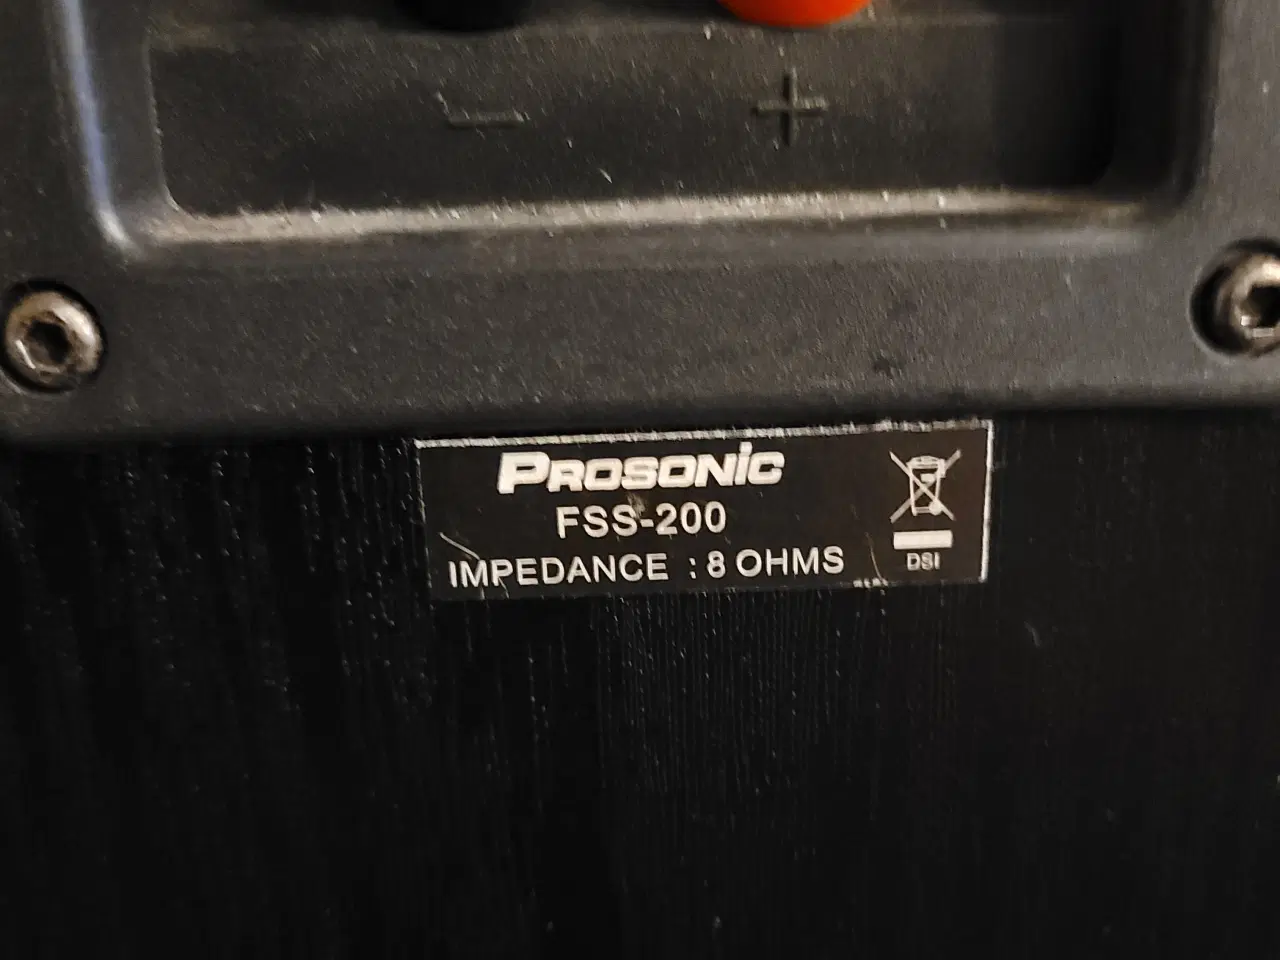 − +
PROSONiC
FSS-200
IMPEDANCE : 8 OHMS
DSI